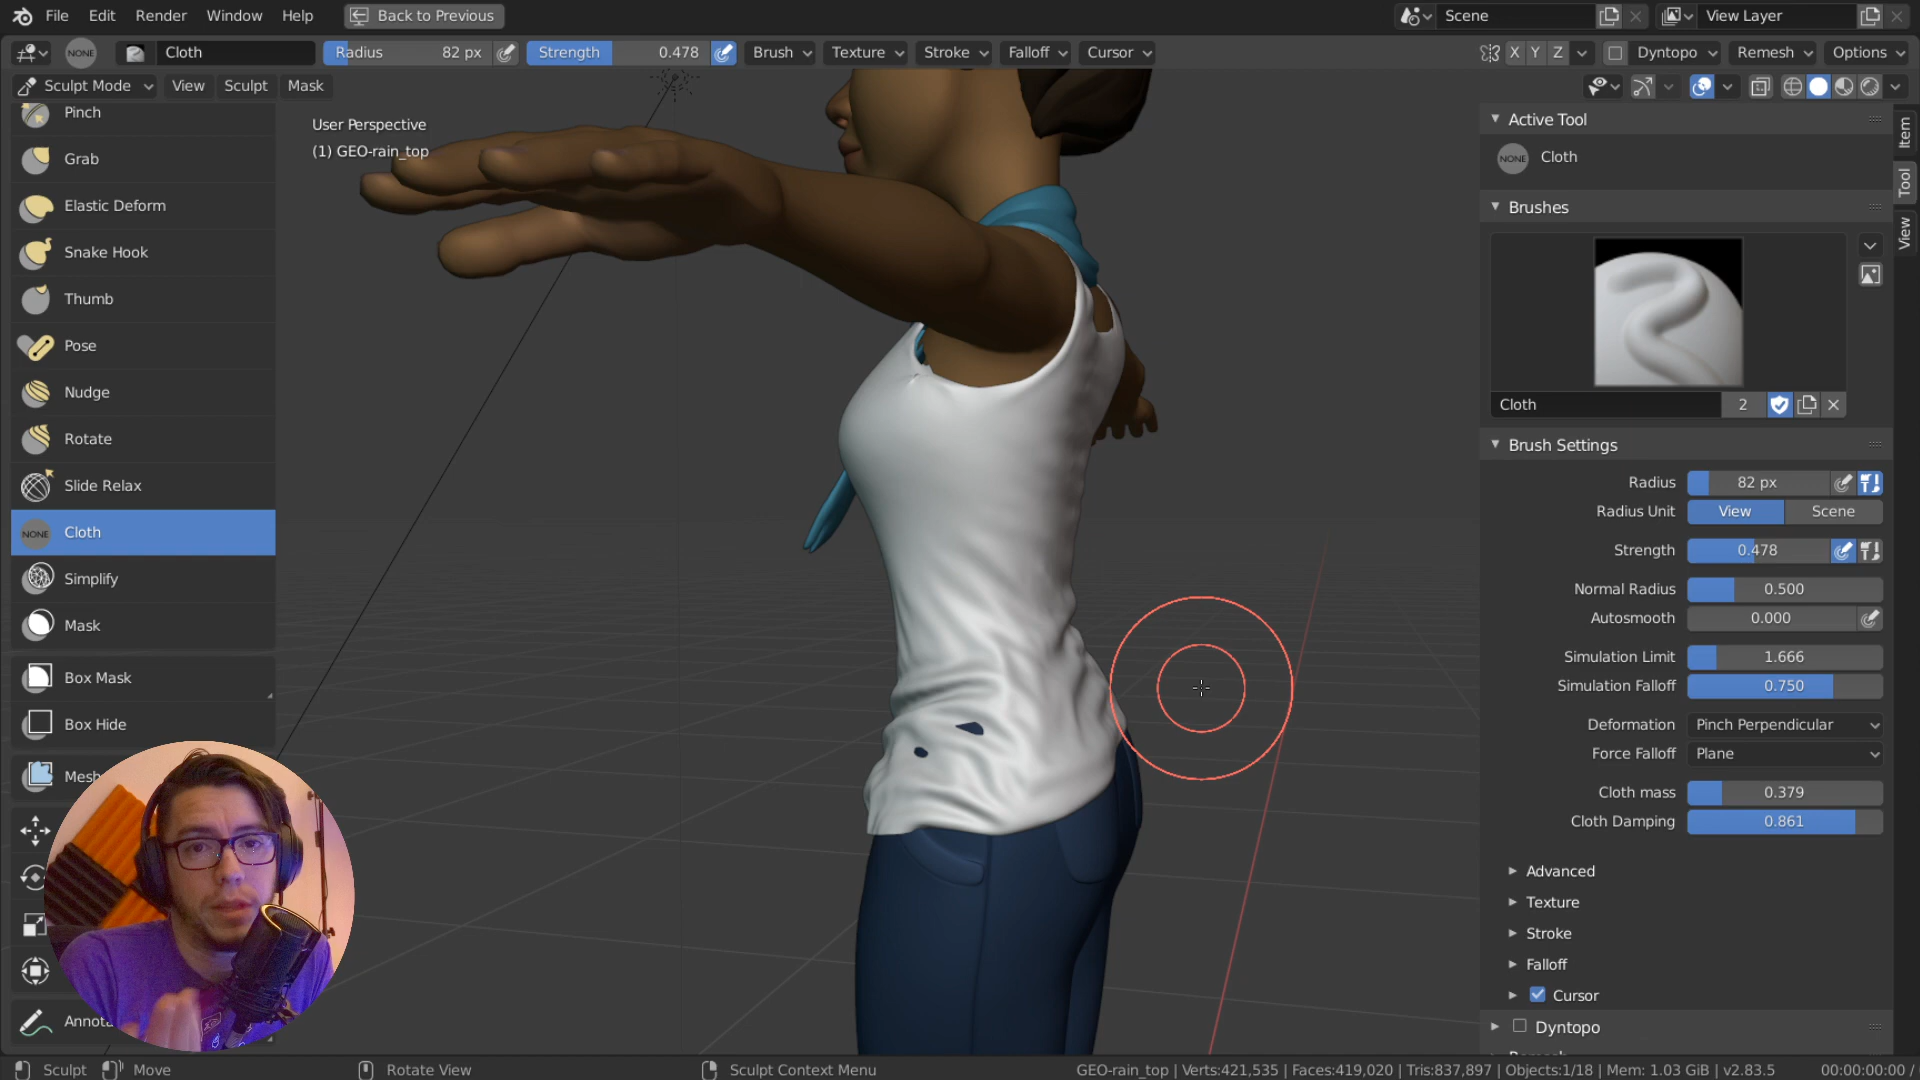 File Edit Render Window Help Back to Previous Scene View Layer
NONE Cloth Radius 82 px Strength 0.478 Brush Texture Stroke Falloff Cursor X Y Z Dyntopo Remesh Options
Sculpt Mode View Sculpt Mask
Pinch
Grab
Elastic Deform
Snake Hook
Thumb
Pose
Nudge
Rotate
Slide Relax
NONE Cloth
Simplify
Mask
Box Mask
Box Hide
Mesh
Annota
User Perspective
(1) GEO-rain_top
Active Tool
NONE Cloth
Brushes
Cloth 2
Brush Settings
Radius 82 px
Radius Unit View Scene
Strength 0.478
Normal Radius 0.500
Autosmooth 0.000
Simulation Limit 1.666
Simulation Falloff 0.750
Deformation Pinch Perpendicular
Force Falloff Plane
Cloth mass 0.379
Cloth Damping 0.861
Advanced
Texture
Stroke
Falloff
Cursor
Dyntopo
Item
Tool
View
Sculpt Move Rotate View Sculpt Context Menu GEO-rain_top | Verts:421,535 | Faces:419,020 | Tris:837,897 | Objects:1/18 | Mem: 1.03 GiB | v2.83.5 00:00:00:00 /